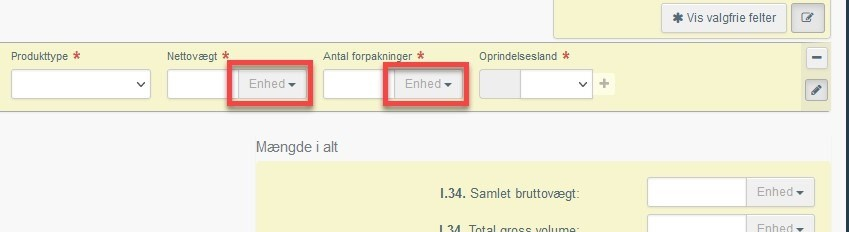 ✱ Vis valgfrie felter
Produkttype * Nettovægt * Antal forpakninger * Oprindelsesland *
Enhed Enhed
Mængde i alt
I.34. Samlet bruttovægt: Enhed
I.34. Total gross volume: Enhed